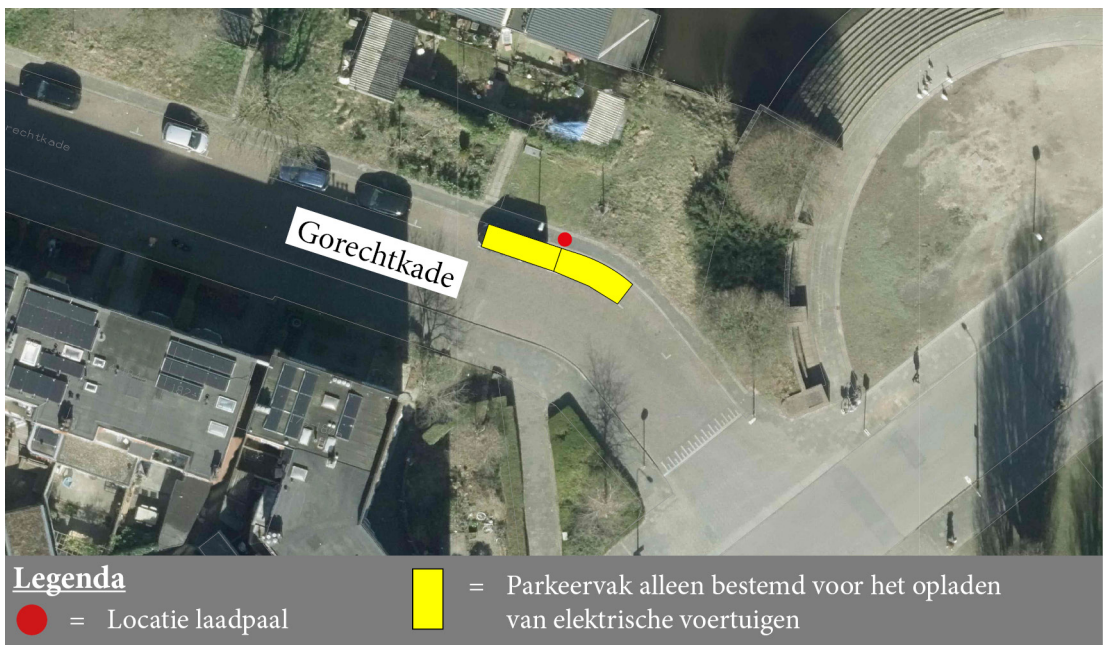 rechtkade
Gorechtkade
Legenda
= Locatie laadpaal
= Parkeervak alleen bestemd voor het opladen
van elektrische voertuigen